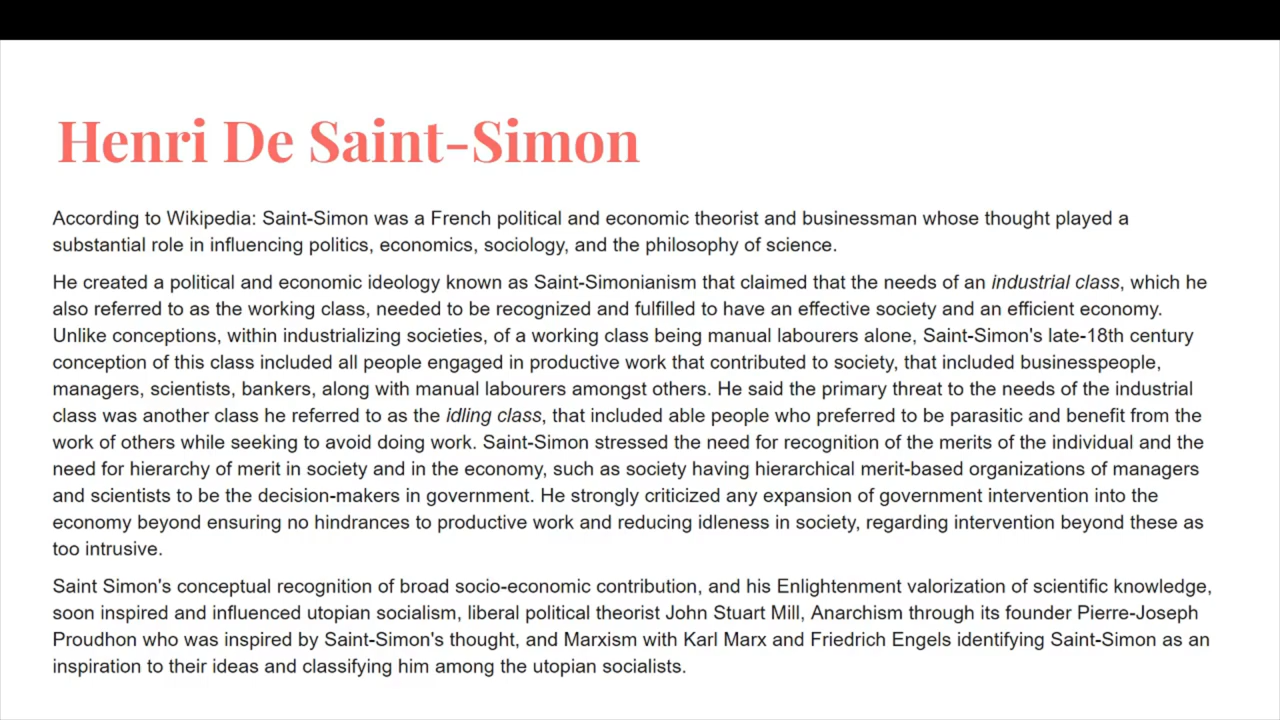 Henri De Saint-Simon
According to Wikipedia: Saint-Simon was a French political and economic theorist and businessman whose thought played a
substantial role in influencing politics, economics, sociology, and the philosophy of science.
He created a political and economic ideology known as Saint-Simonianism that claimed that the needs of an industrial class, which he
also referred to as the working class, needed to be recognized and fulfilled to have an effective society and an efficient economy.
Unlike conceptions, within industrializing societies, of a working class being manual labourers alone, Saint-Simon's late-18th century
conception of this class included all people engaged in productive work that contributed to society, that included businesspeople,
managers, scientists, bankers, along with manual labourers amongst others. He said the primary threat to the needs of the industrial
class was another class he referred to as the idling class, that included able people who preferred to be parasitic and benefit from the
work of others while seeking to avoid doing work. Saint-Simon stressed the need for recognition of the merits of the individual and the
need for hierarchy of merit in society and in the economy, such as society having hierarchical merit-based organizations of managers
and scientists to be the decision-makers in government. He strongly criticized any expansion of government intervention into the
economy beyond ensuring no hindrances to productive work and reducing idleness in society, regarding intervention beyond these as
too intrusive.
Saint Simon's conceptual recognition of broad socio-economic contribution, and his Enlightenment valorization of scientific knowledge,
soon inspired and influenced utopian socialism, liberal political theorist John Stuart Mill, Anarchism through its founder Pierre-Joseph
Proudhon who was inspired by Saint-Simon's thought, and Marxism with Karl Marx and Friedrich Engels identifying Saint-Simon as an
inspiration to their ideas and classifying him among the utopian socialists.